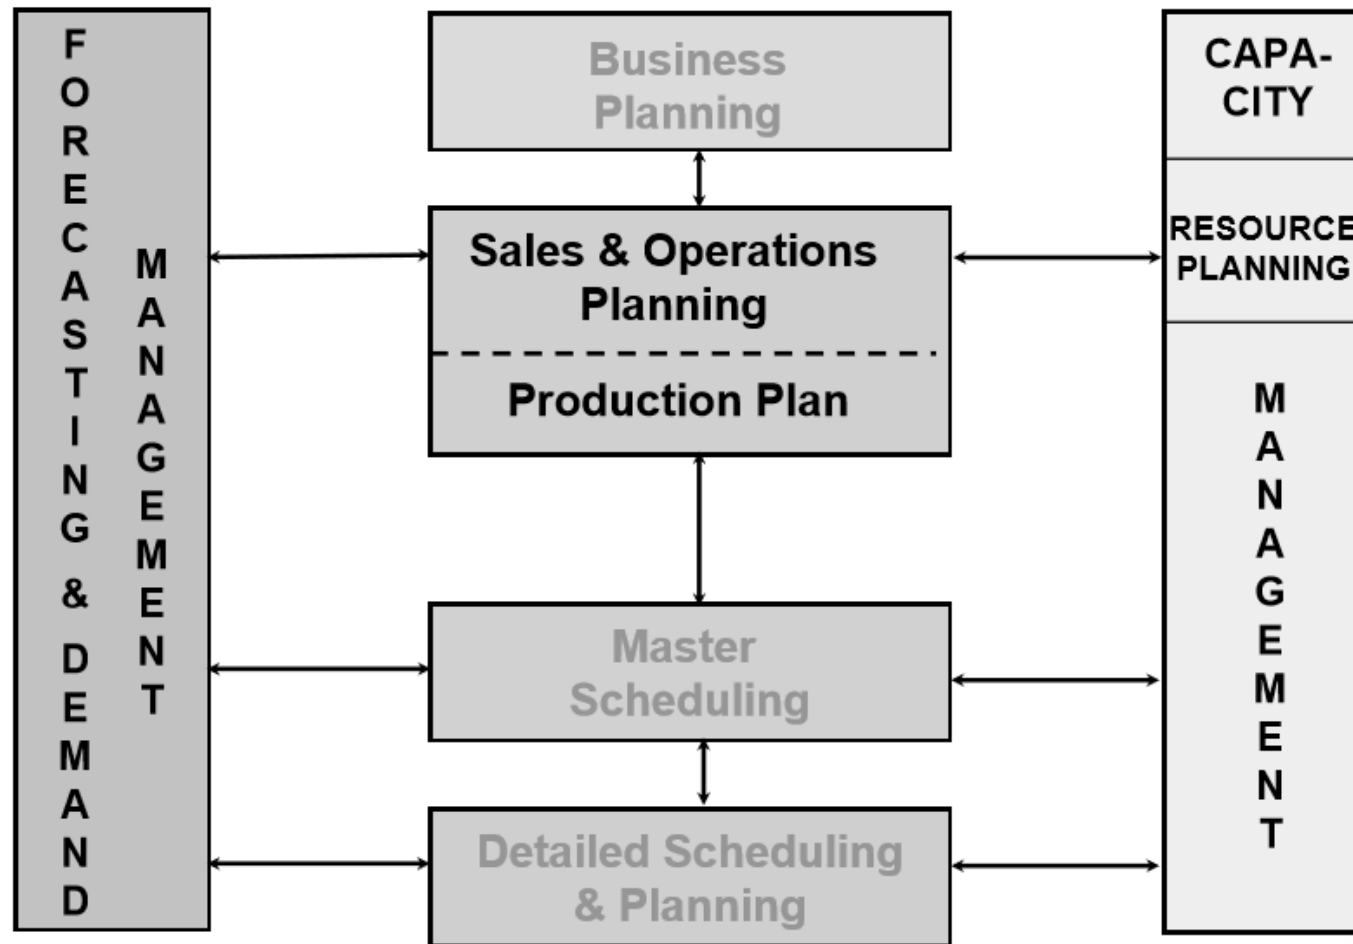 FORECASTING & DEMAND
MANAGEMENT
Business
Planning
Sales & Operations
Planning
Production Plan
Master
Scheduling
Detailed Scheduling
& Planning
CAPA-
CITY
RESOURCE
PLANNING
MANAGEMENT